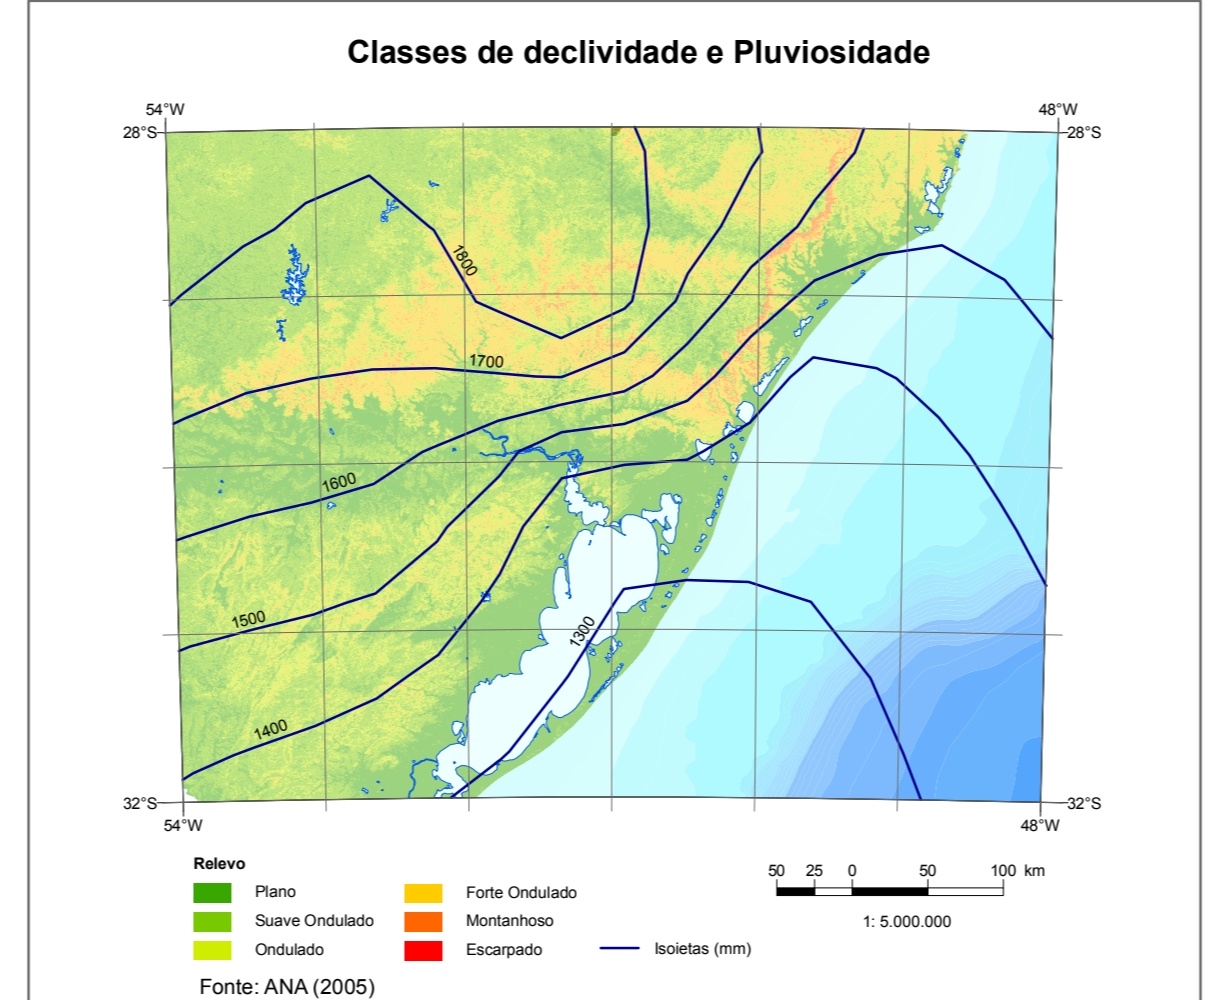 Classes de declividade e Pluviosidade
54°W
48°W
28°S
28°S
1800
1700
1600
1500
1400
1300
32°S
32°S
54°W
48°W
Relevo
Plano
Suave Ondulado
Ondulado
Forte Ondulado
Montanhoso
Escarpado
Isoietas (mm)
50 25 0 50 100 km
1: 5.000.000
Fonte: ANA (2005)